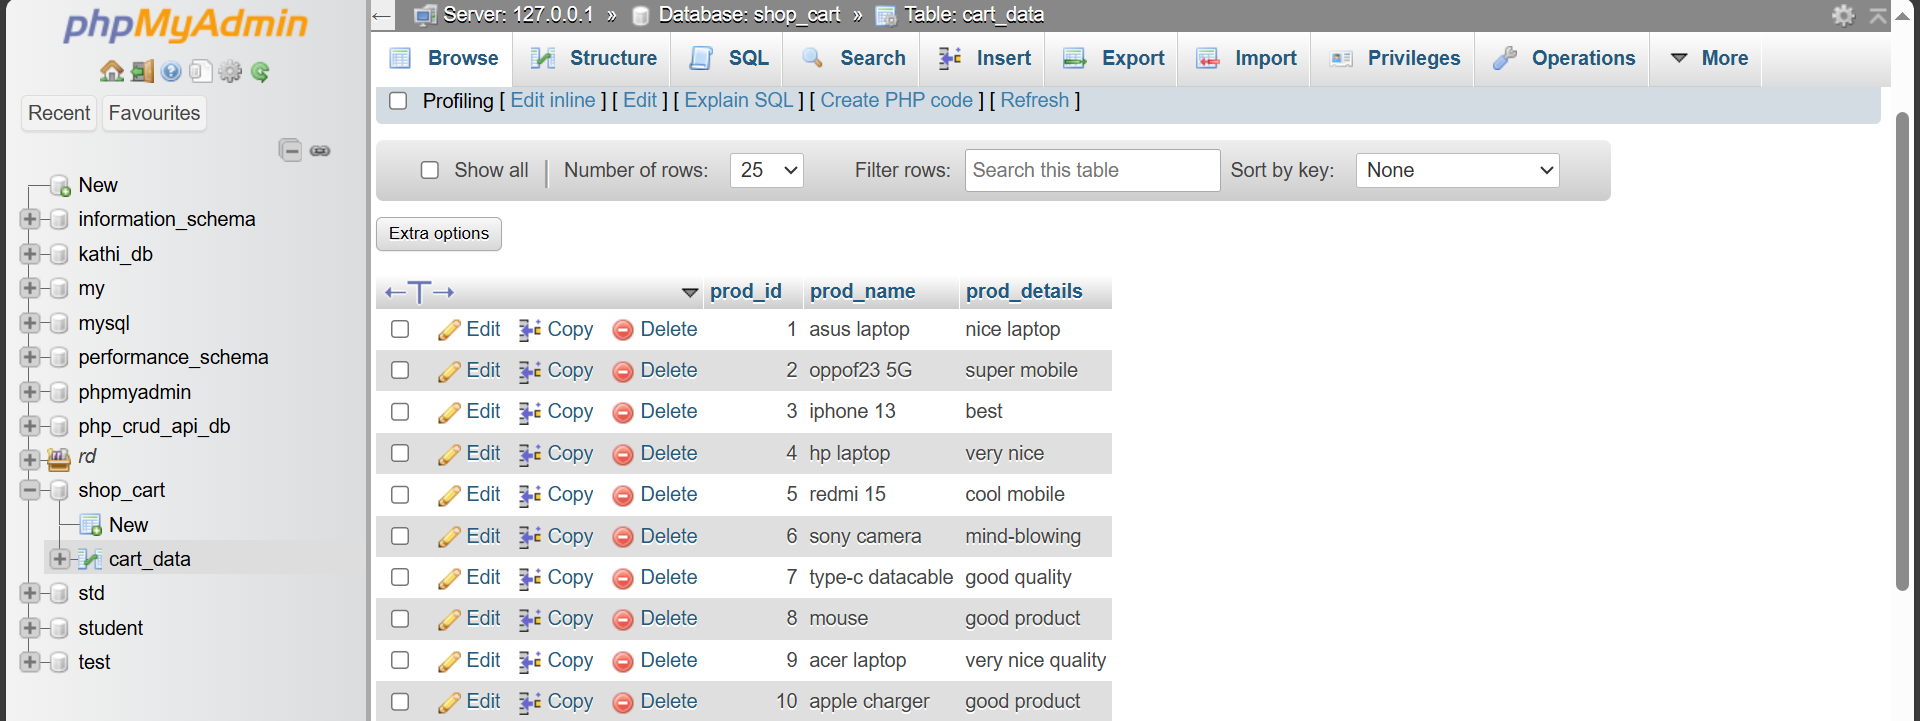 phpMyAdmin
Recent Favourites
New
information_schema
kathi_db
my
mysql
performance_schema
phpmyadmin
php_crud_api_db
rd
shop_cart
New
cart_data
std
student
test
Server: 127.0.0.1 » Database: shop_cart » Table: cart_data
Browse Structure SQL Search Insert Export Import Privileges Operations More
Profiling [ Edit inline ] [ Edit ] [ Explain SQL ] [ Create PHP code ] [ Refresh ]
Show all Number of rows: 25 Filter rows: Search this table Sort by key: None
Extra options
prod_id prod_name prod_details
Edit Copy Delete 1 asus laptop nice laptop
Edit Copy Delete 2 oppof23 5G super mobile
Edit Copy Delete 3 iphone 13 best
Edit Copy Delete 4 hp laptop very nice
Edit Copy Delete 5 redmi 15 cool mobile
Edit Copy Delete 6 sony camera mind-blowing
Edit Copy Delete 7 type-c datacable good quality
Edit Copy Delete 8 mouse good product
Edit Copy Delete 9 acer laptop very nice quality
Edit Copy Delete 10 apple charger good product